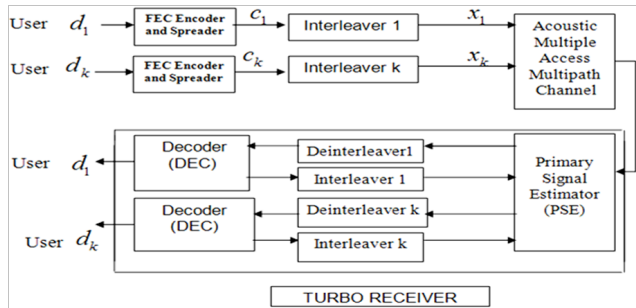 User d₁ FEC Encoder and Spreader c₁ Interleaver 1 x₁
User dₖ FEC Encoder and Spreader cₖ Interleaver k xₖ
Acoustic
Multiple
Access
Multipath
Channel
User d₁
Decoder
(DEC)
Deinterleaver1
Interleaver 1
User dₖ
Decoder
(DEC)
Deinterleaver k
Interleaver k
Primary
Signal
Estimator
(PSE)
TURBO RECEIVER